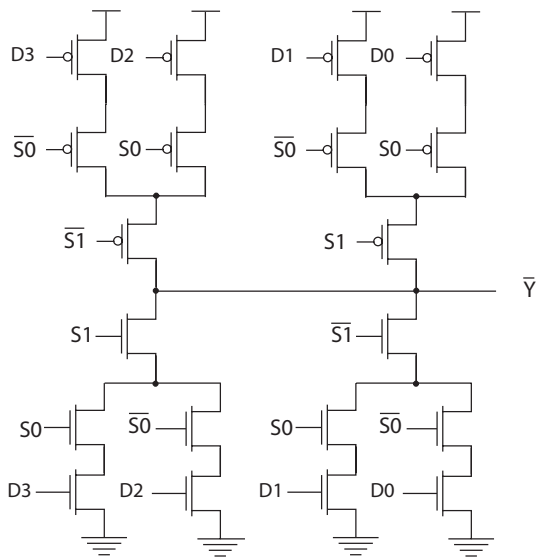 D3 D2 D1 D0
S̅0̅ S0 S̅0̅ S0
S̅1̅ S1
Y̅
S1 S̅1̅
S0 S̅0̅ S0 S̅0̅
D3 D2 D1 D0